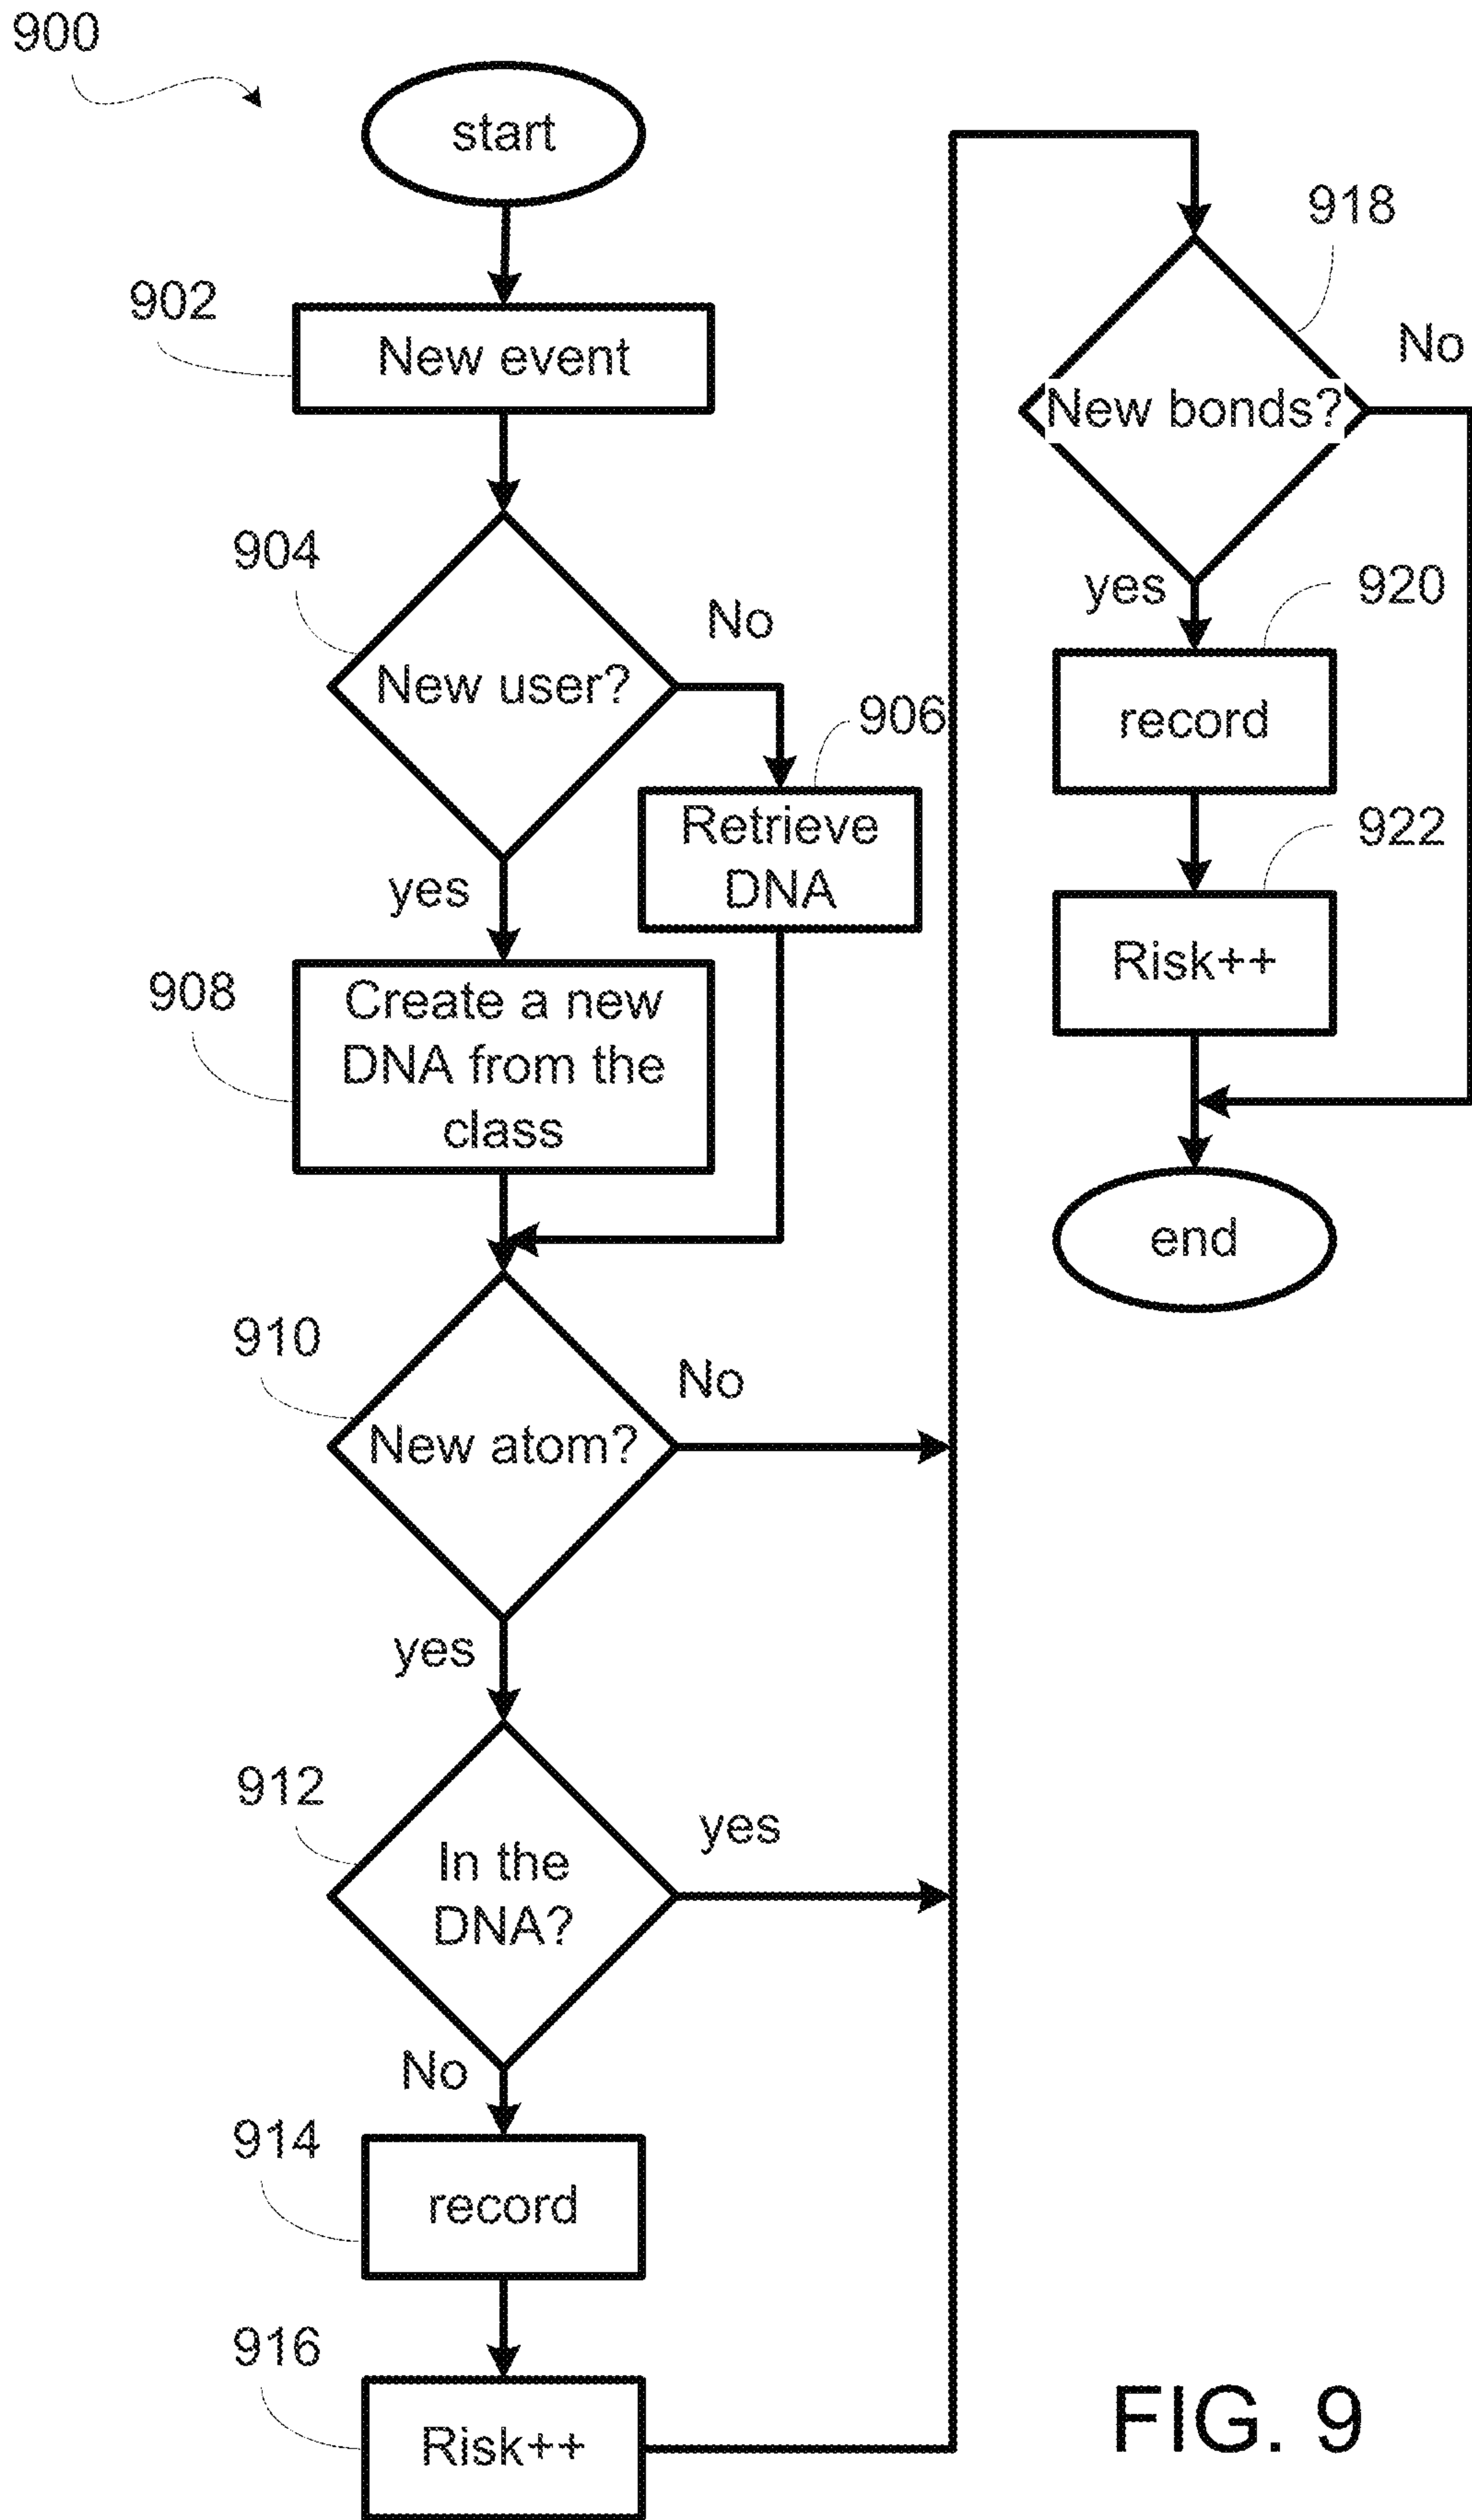 900
start
902
New event
904
New user?
No
906
Retrieve
DNA
yes
908
Create a new
DNA from the
class
910
New atom?
No
yes
912
In the
DNA?
yes
No
914
record
916
Risk++
918
New bonds?
No
yes
920
record
922
Risk++
end
FIG. 9